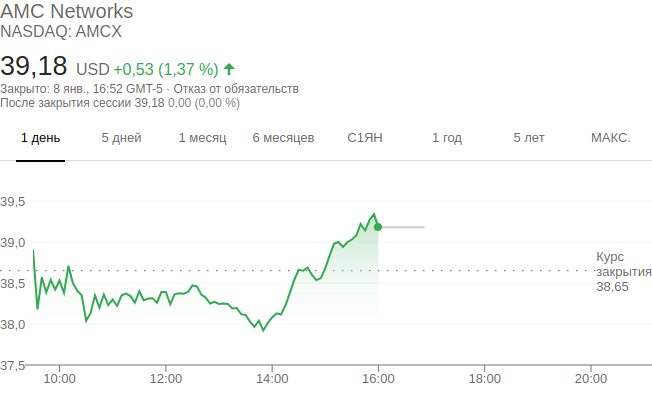 AMC Networks
NASDAQ: AMCX
39,18 USD +0,53 (1,37 %)
Закрыто: 8 янв., 16:52 GMT-5 · Отказ от обязательств
После закрытия сессии 39,18 0,00 (0,00 %)
1 день 5 дней 1 месяц 6 месяцев С1ЯН 1 год 5 лет МАКС.
39,5
39,0
38,5
38,0
37,5
Курс
закрытия
38,65
10:00 12:00 14:00 16:00 18:00 20:00